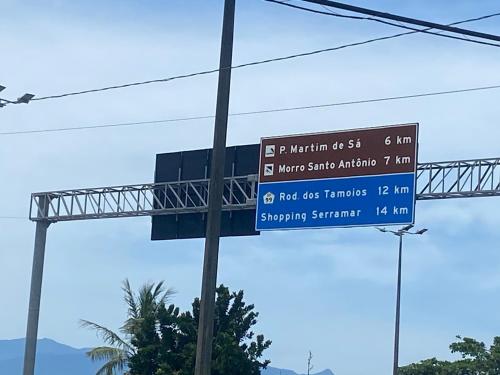 P. Martim de Sá 6 km
Morro Santo Antônio 7 km
99 Rod. dos Tamoios 12 km
Shopping Serramar 14 km